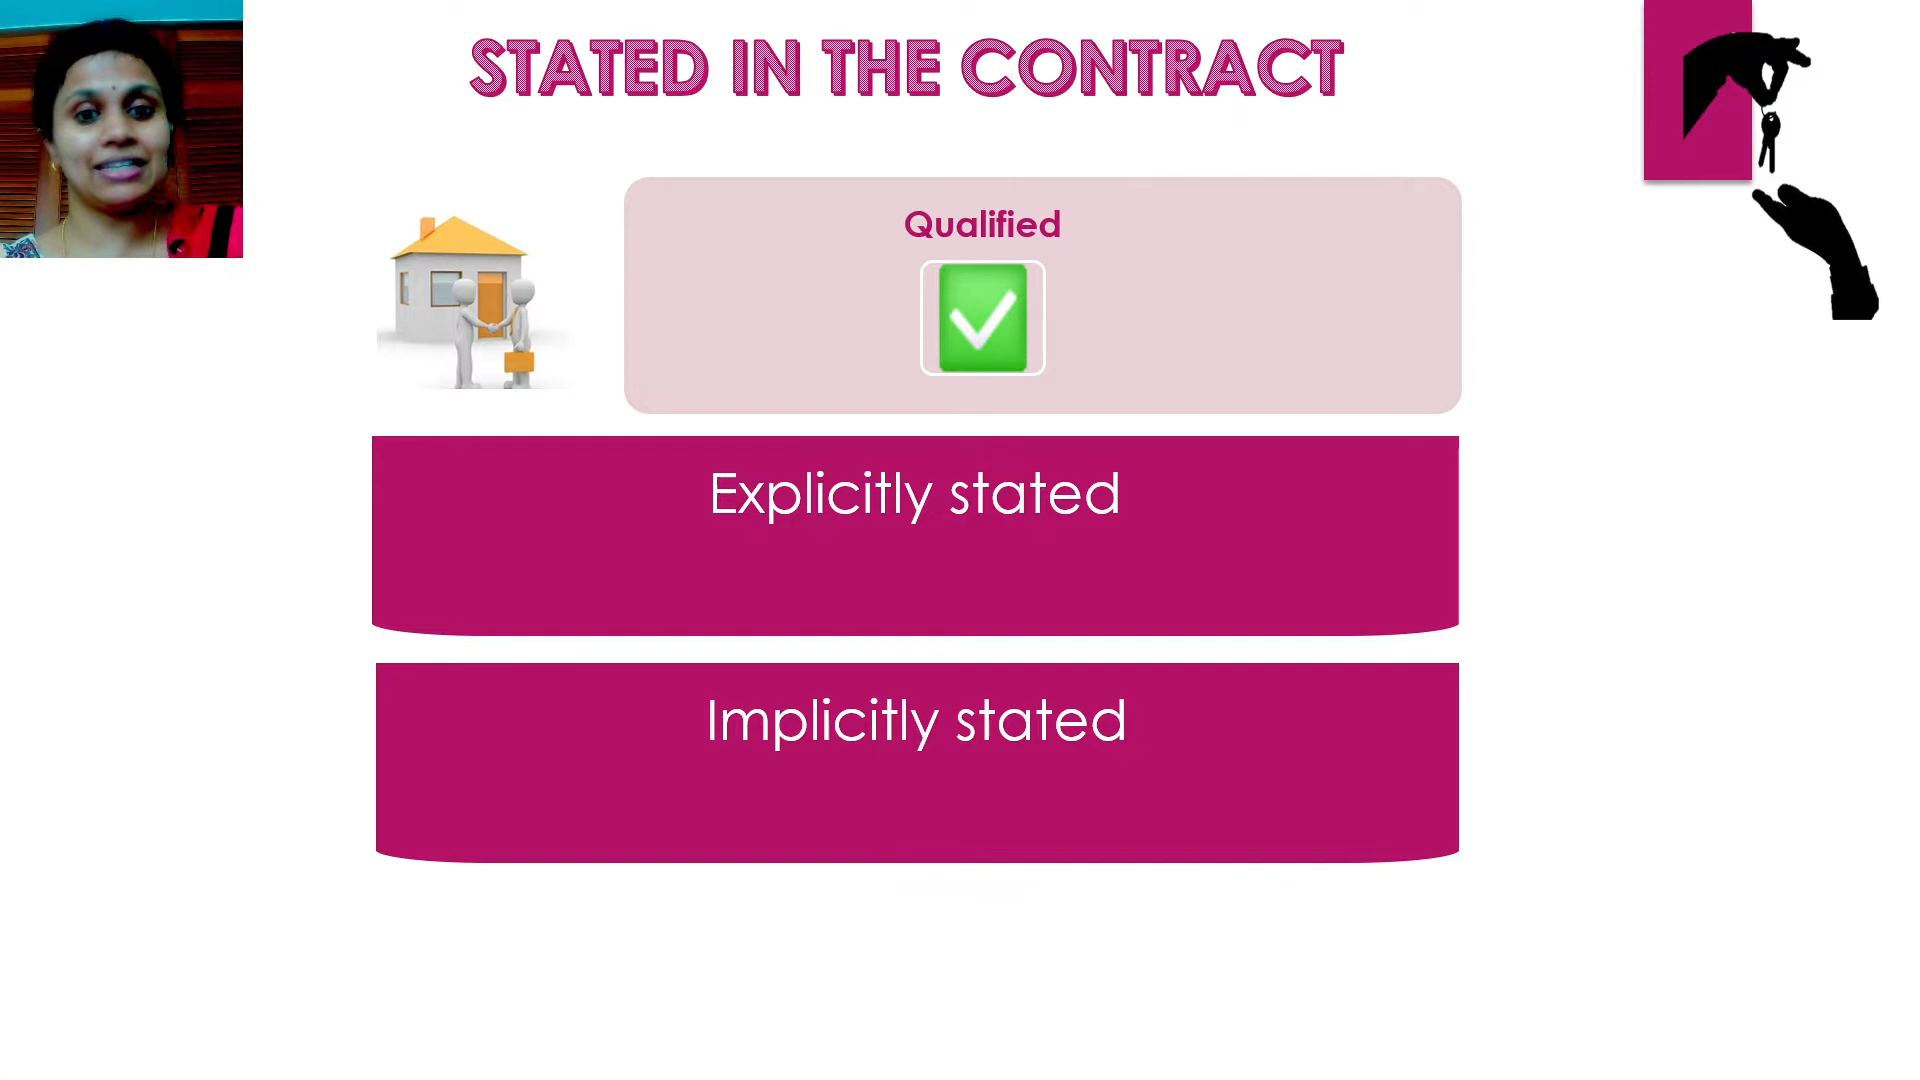 STATED IN THE CONTRACT
Qualified
Explicitly stated
Implicitly stated